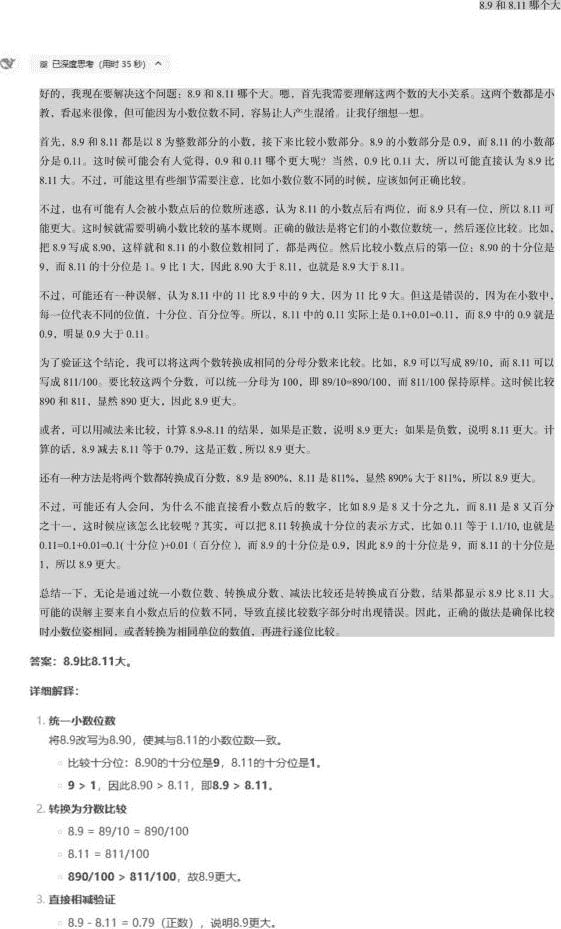 8.9 和 8.11 哪个大
已深度思考 (用时 35 秒)
好的，我现在要解决这个问题：8.9 和 8.11 哪个大。嗯，首先我需要理解这两个数的大小关系。这两个数都是小
教，看起来很像，但可能因为小数位数不同，容易让人产生混淆。让我仔细想一想。
首先，8.9 和 8.11 都是以 8 为整数部分的小数，接下来比较小数部分。8.9 的小数部分是 0.9，而 8.11 的小数部
分是 0.11。这时候可能会有人觉得，0.9 和 0.11 哪个更大呢？当然，0.9 比 0.11 大，所以可能直接认为 8.9 比
8.11 大。不过，可能这里有些细节需要注意，比如小数位数不同的时候，应该如何正确比较。
不过，也有可能有人会被小数点后的位数所迷惑，认为 8.11 的小数点后有两位，而 8.9 只有一位，所以 8.11 可
能更大。这时候就需要明确小数比较的基本规则。正确的做法是将它们的小数位数统一，然后逐位比较。比如，
把 8.9 写成 8.90，这样就和 8.11 的小数位数相同了，都是两位。然后比较小数点后的第一位：8.90 的十分位是
9，而 8.11 的十分位是 1。9 比 1 大，因此 8.90 大于 8.11，也就是 8.9 大于 8.11。
不过，可能还有一种误解，认为 8.11 中的 11 比 8.9 中的 9 大，因为 11 比 9 大。但这是错误的，因为在小数中，
每一位代表不同的位值，十分位、百分位等。所以，8.11 中的 0.11 实际上是 0.1+0.01=0.11，而 8.9 中的 0.9 就是
0.9，明显 0.9 大于 0.11。
为了验证这个结论，我可以将这两个数转换成相同的分母分数来比较。比如，8.9 可以写成 89/10，而 8.11 可以
写成 811/100。要比较这两个分数，可以统一分母为 100，即 89/10=890/100，而 811/100 保持原样。这时候比较
890 和 811，显然 890 更大，因此 8.9 更大。
或者，可以用减法来比较，计算 8.9-8.11 的结果，如果是正数，说明 8.9 更大；如果是负数，说明 8.11 更大。计
算的话，8.9 减去 8.11 等于 0.79，这是正数，所以 8.9 更大。
还有一种方法是将两个数都转换成百分数，8.9 是 890%，8.11 是 811%，显然 890% 大于 811%，所以 8.9 更大。
不过，可能还有人会问，为什么不能直接看小数点后的数字，比如 8.9 是 8 又十分之九，而 8.11 是 8 又百分
之十一，这时候应该怎么比较呢？其实，可以把 8.11 转换成十分位的表示方式，比如 0.11 等于 1.1/10, 也就是
0.11=0.1+0.01=0.1( 十分位 )+0.01（百分位），而 8.9 的十分位是 0.9，因此 8.9 的十分位是 9，而 8.11 的十分位是
1，所以 8.9 更大。
总结一下，无论是通过统一小数位数、转换成分数、减法比较还是转换成百分数，结果都显示 8.9 比 8.11 大。
可能的误解主要来自小数点后的位数不同，导致直接比较数字部分时出现错误。因此，正确的做法是确保比较
时小数位姿相同，或者转换为相同单位的数值，再进行遂位比较。
答案：8.9比8.11大。
详细解释：
1. 统一小数位数
将8.9改写为8.90，使其与8.11的小数位数一致。
比较十分位：8.90的十分位是9，8.11的十分位是1。
9 > 1，因此8.90 > 8.11，即8.9 > 8.11。
2. 转换为分数比较
8.9 = 89/10 = 890/100
8.11 = 811/100
890/100 > 811/100，故8.9更大。
3. 直接相减验证
8.9 - 8.11 = 0.79（正数），说明8.9更大。